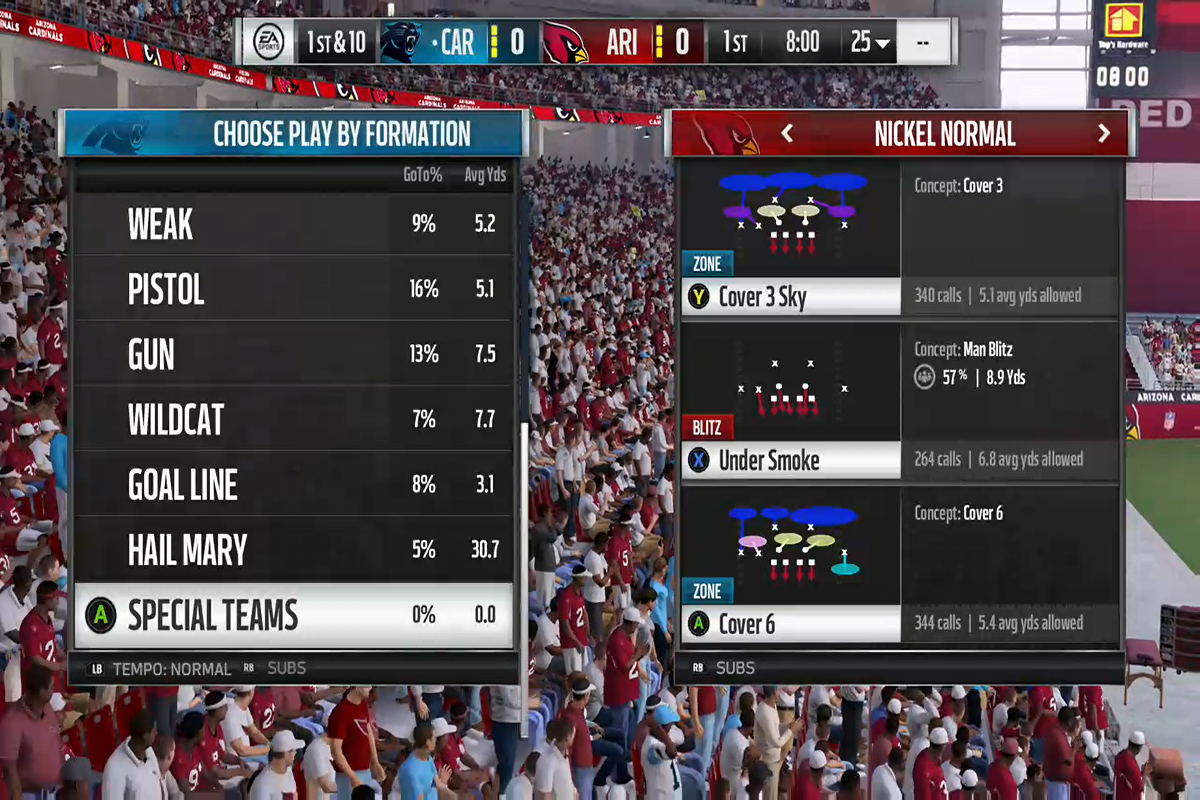 EA SPORTS
1ST & 10
CAR
0
ARI
0
1ST
8:00
25
--
Top's Hardware
08 00
ARIZONA CARDINALS
CHOOSE PLAY BY FORMATION
GoTo% Avg Yds
WEAK 9% 5.2
PISTOL 16% 5.1
GUN 13% 7.5
WILDCAT 7% 7.7
GOAL LINE 8% 3.1
HAIL MARY 5% 30.7
A SPECIAL TEAMS 0% 0.0
LB TEMPO: NORMAL RB SUBS
< NICKEL NORMAL >
Concept: Cover 3
ZONE
Y Cover 3 Sky
340 calls | 5.1 avg yds allowed
Concept: Man Blitz
57% | 8.9 Yds
BLITZ
X Under Smoke
264 calls | 6.8 avg yds allowed
Concept: Cover 6
ZONE
A Cover 6
344 calls | 5.4 avg yds allowed
RB SUBS